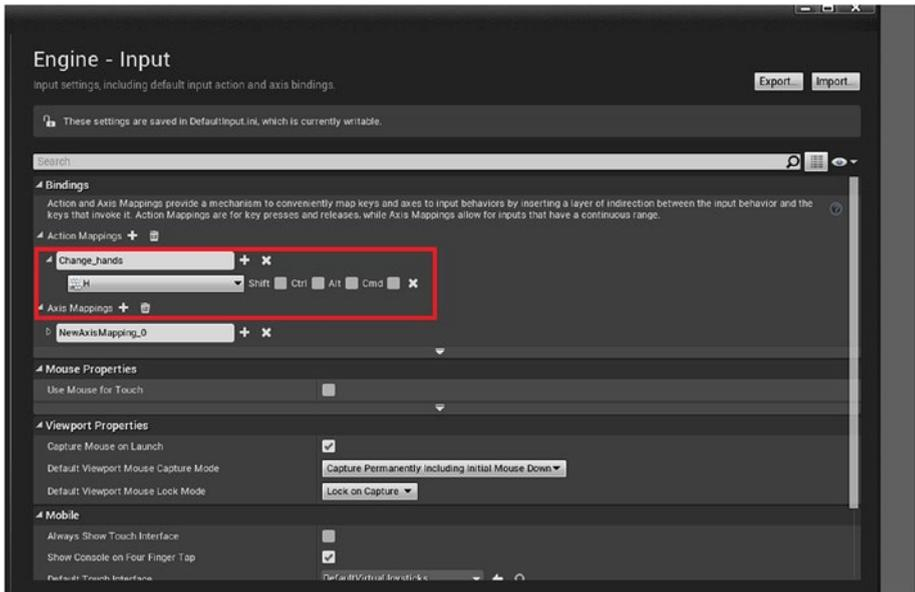 Engine - Input
Input settings, including default input action and axis bindings.
Export... Import...
These settings are saved in DefaultInput.ini, which is currently writable.
Search
Bindings
Action and Axis Mappings provide a mechanism to conveniently map keys and axes to input behaviors by inserting a layer of indirection between the input behavior and the
keys that invoke it. Action Mappings are for key presses and releases, while Axis Mappings allow for inputs that have a continuous range.
Action Mappings
Change_hands
H Shift Ctrl Alt Cmd
Axis Mappings
NewAxisMapping_0
Mouse Properties
Use Mouse for Touch
Viewport Properties
Capture Mouse on Launch
Default Viewport Mouse Capture Mode Capture Permanently Including Initial Mouse Down
Default Viewport Mouse Lock Mode Lock on Capture
Mobile
Always Show Touch Interface
Show Console on Four Finger Tap
Default Touch Interface DefaultVirtualJoysticks